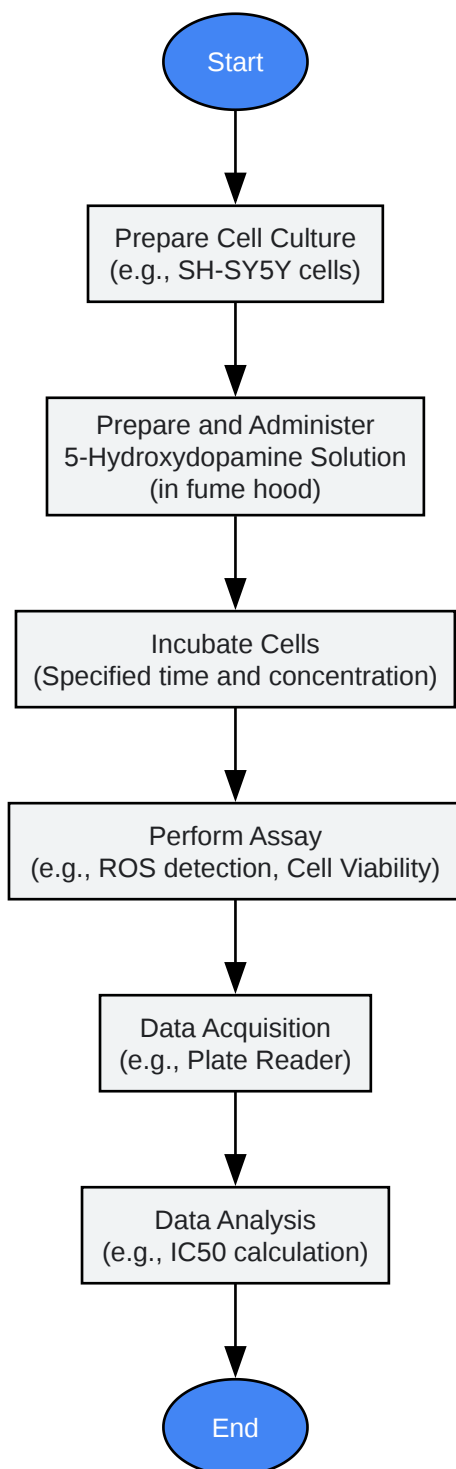 Start
Prepare Cell Culture
(e.g., SH-SY5Y cells)
Prepare and Administer
5-Hydroxydopamine Solution
(in fume hood)
Incubate Cells
(Specified time and concentration)
Perform Assay
(e.g., ROS detection, Cell Viability)
Data Acquisition
(e.g., Plate Reader)
Data Analysis
(e.g., IC50 calculation)
End